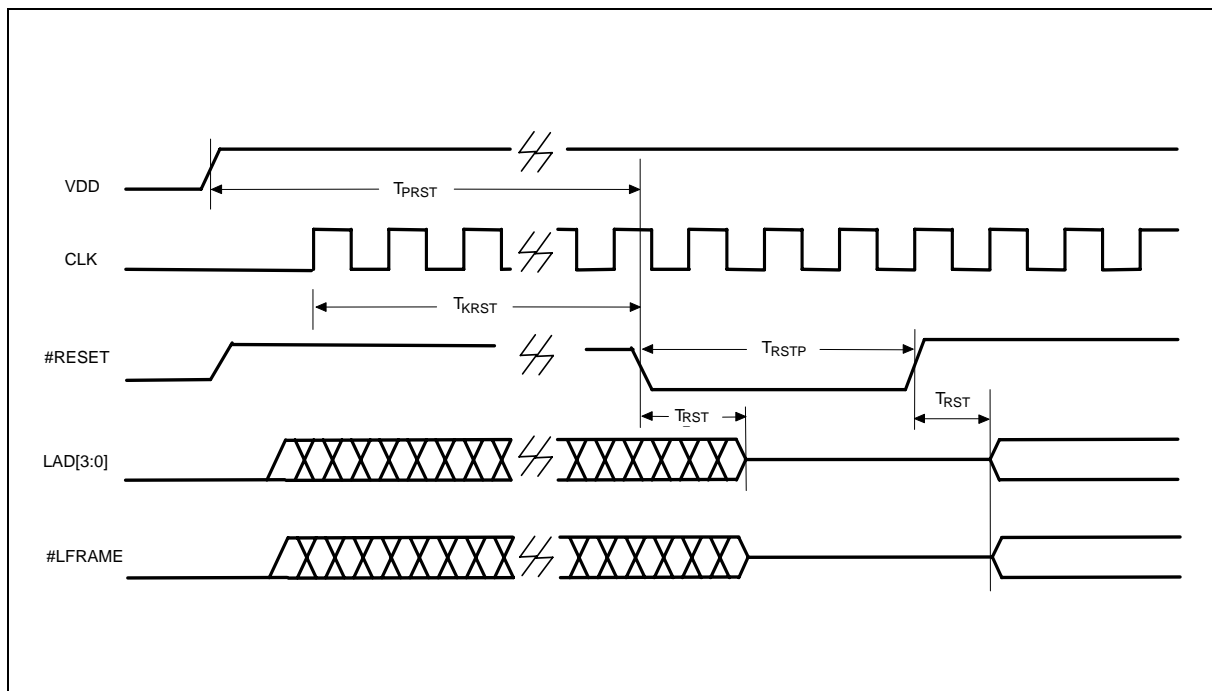 VDD
TPRST
CLK
TKRST
#RESET
TRSTP
TRST
TRST
LAD[3:0]
#LFRAME